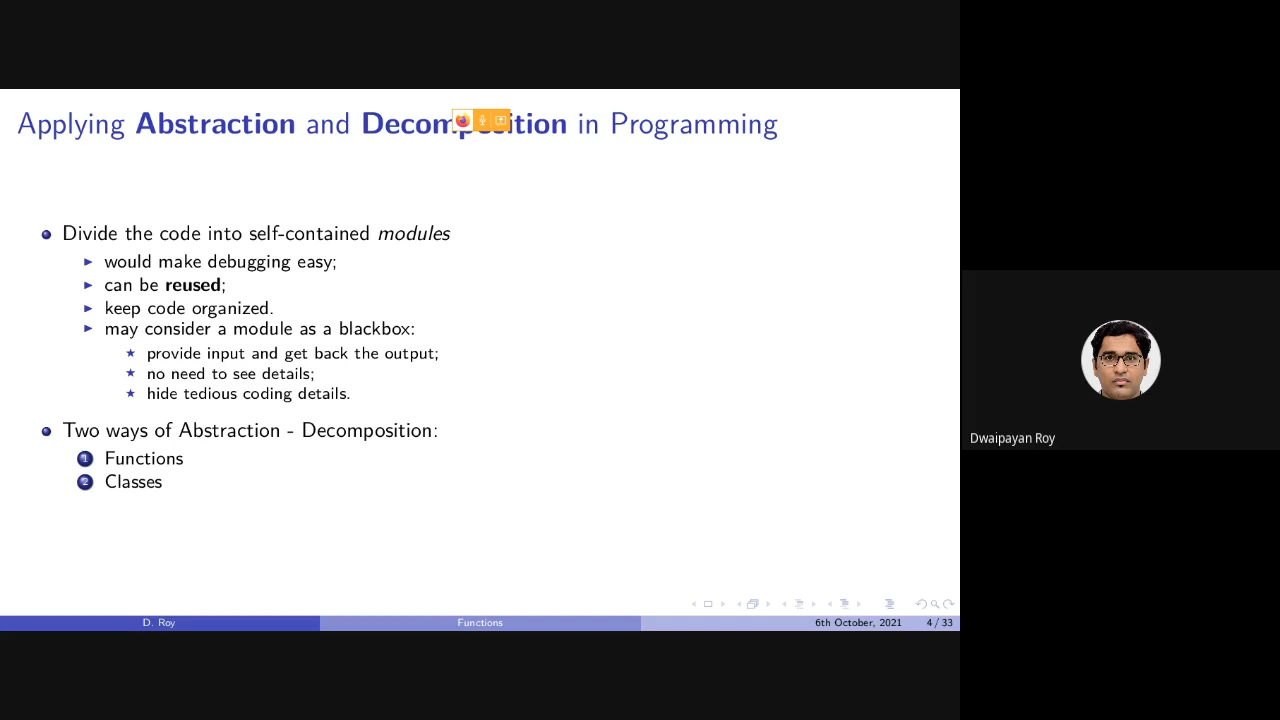 Applying Abstraction and Decomposition in Programming
Divide the code into self-contained modules
would make debugging easy;
can be reused;
keep code organized.
may consider a module as a blackbox:
provide input and get back the output;
no need to see details;
hide tedious coding details.
Two ways of Abstraction - Decomposition:
1 Functions
2 Classes
Dwaipayan Roy
D. Roy
Functions
6th October, 2021
4 / 33